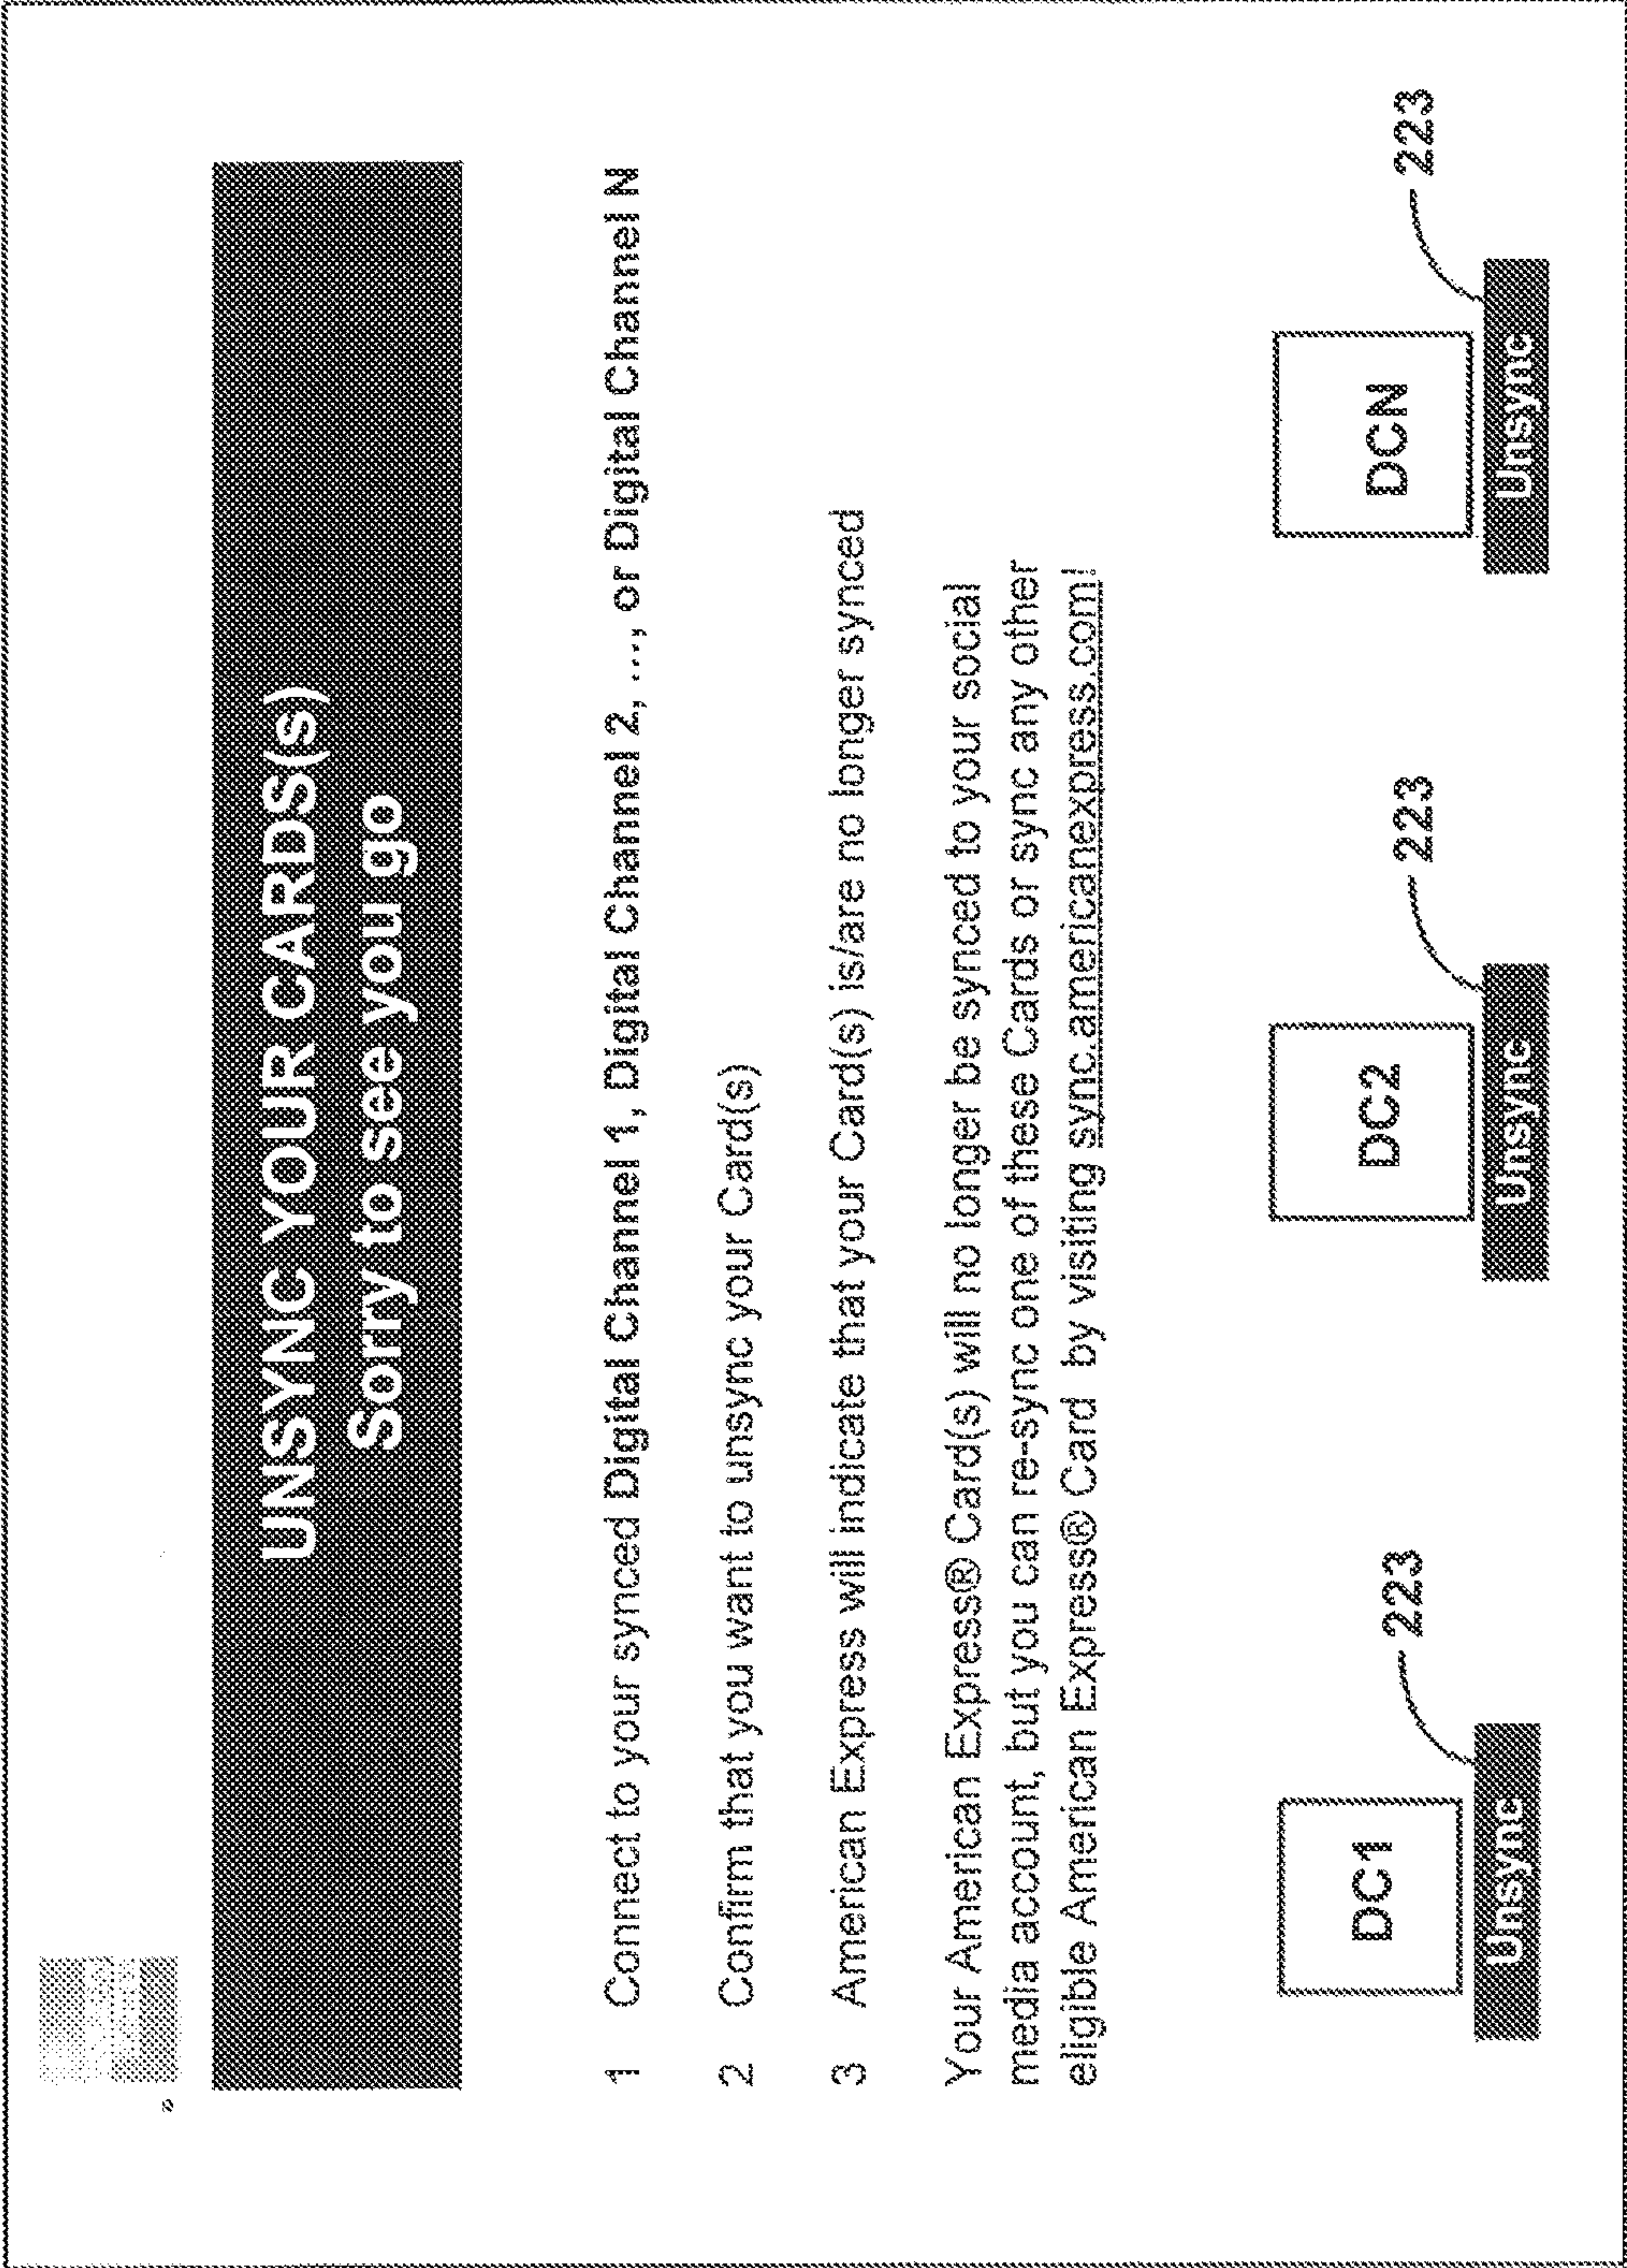 UNSYNC YOUR CARDS(s)
Sorry to see you go
1 Connect to your synced Digital Channel 1, Digital Channel 2, ..., or Digital Channel N
2 Confirm that you want to unsync your Card(s)
3 American Express will indicate that your Card(s) is/are no longer synced
Your American Express® Card(s) will no longer be synced to your social
media account, but you can re-sync one of these Cards or sync any other
eligible American Express® Card by visiting sync.americanexpress.com!
DC1
Unsync
223
DC2
Unsync
223
DCN
Unsync
223